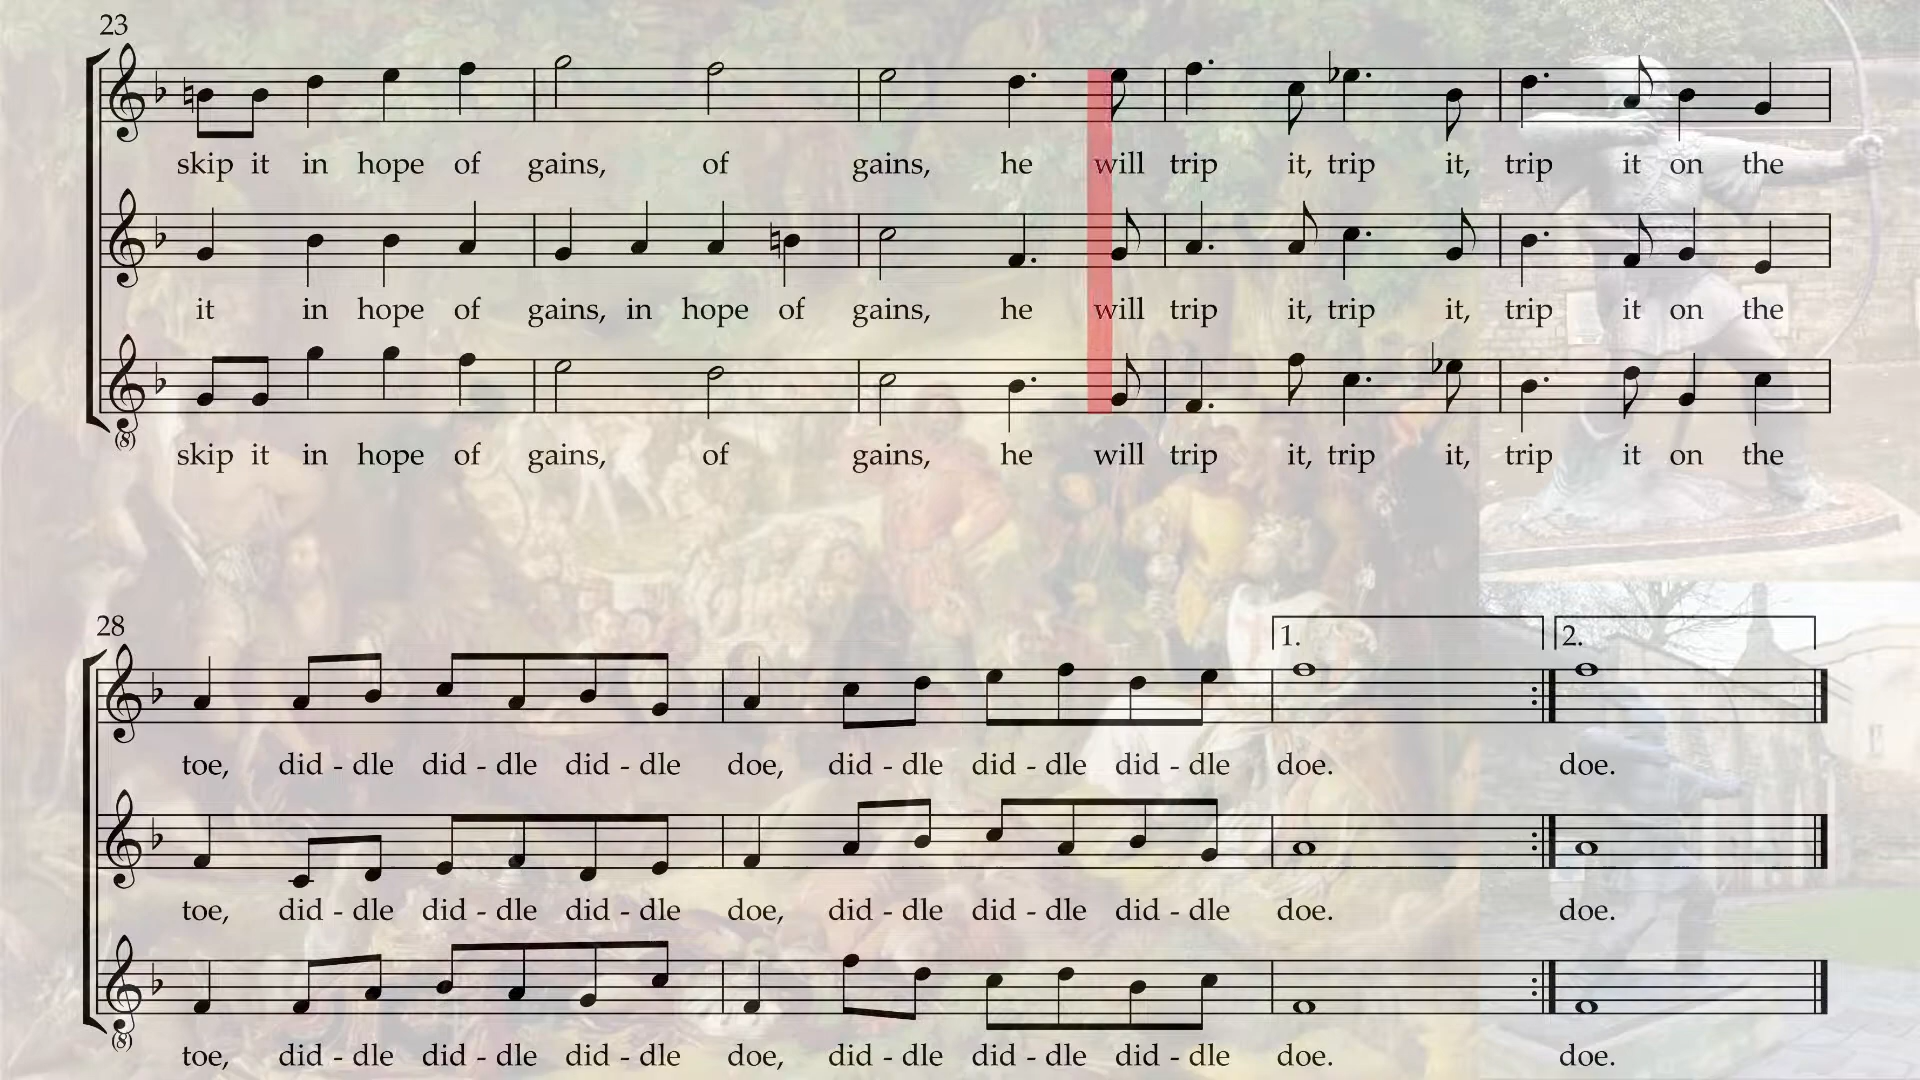 23
skip it in hope of gains, of gains, he will trip it, trip it, trip it on the
it in hope of gains, in hope of gains, he will trip it, trip it, trip it on the
(8)
skip it in hope of gains, of gains, he will trip it, trip it, trip it on the
28
1. 2.
toe, did - dle did - dle did - dle doe, did - dle did - dle did - dle doe. doe.
toe, did - dle did - dle did - dle doe, did - dle did - dle did - dle doe. doe.
(8)
toe, did - dle did - dle did - dle doe, did - dle did - dle did - dle doe. doe.